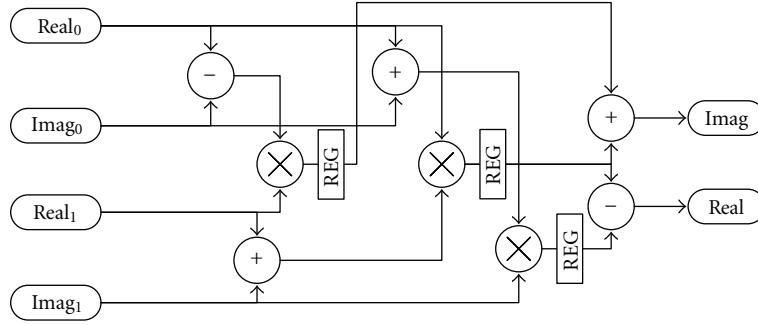 Real₀
−
+
Imag₀
+
Imag
REG
REG
Real₁
−
Real
+
REG
Imag₁